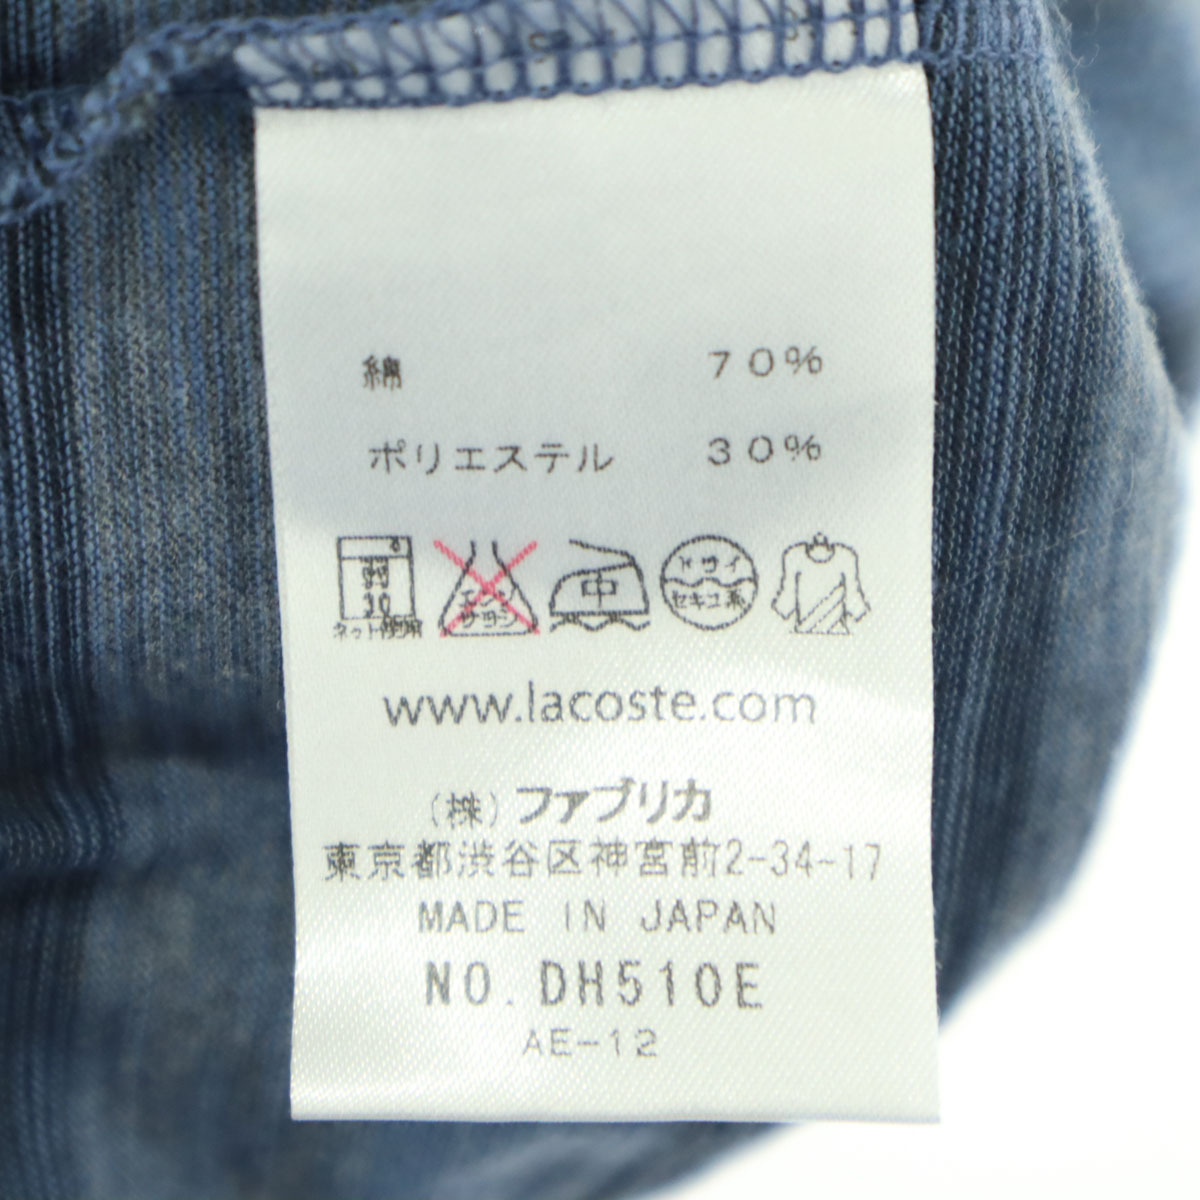 綿 70%
ポリエステル 30%
中
ドライ
セキユ系
ネット使用
www.lacoste.com
(株)ファブリカ
東京都渋谷区神宮前2-34-17
MADE IN JAPAN
NO. DH510E
AE-12